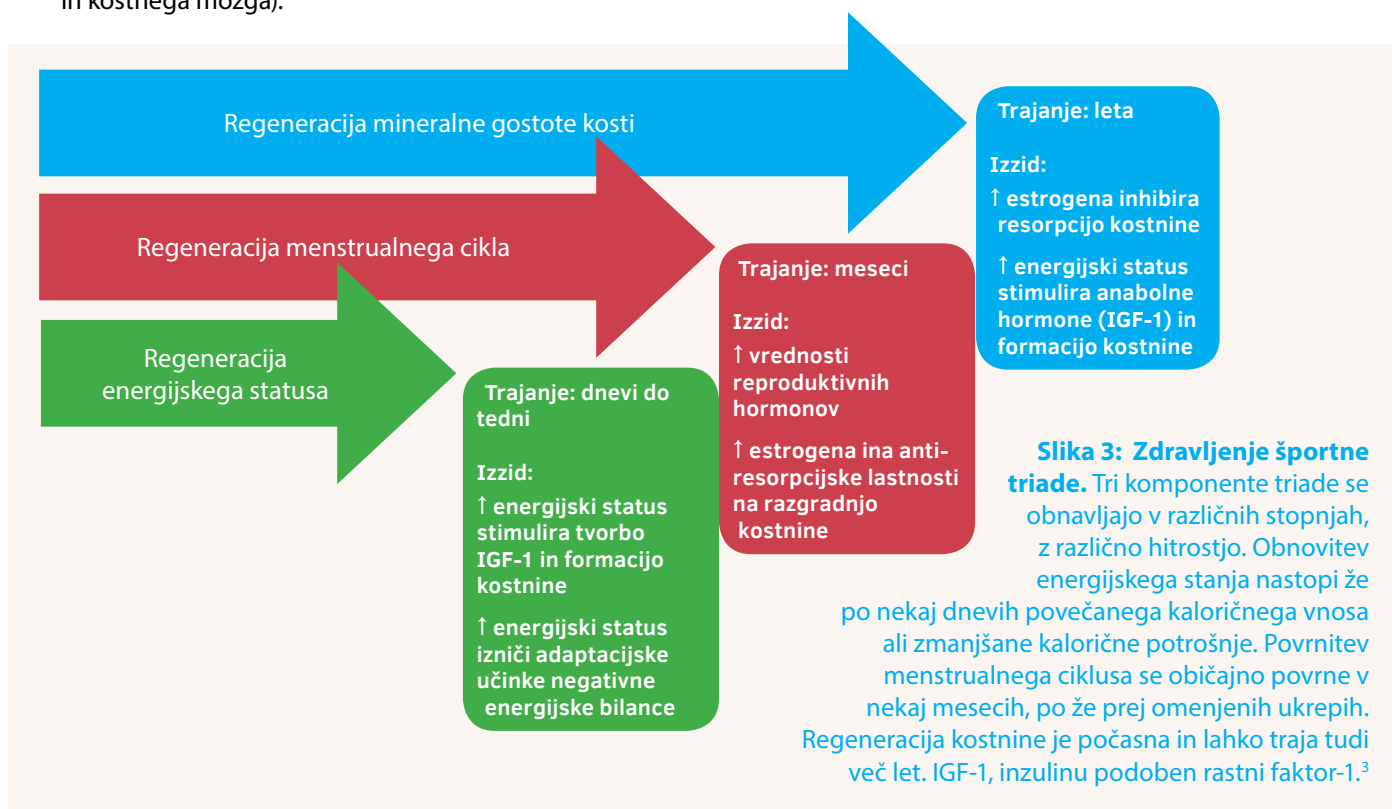 in kostnega mozga).
Regeneracija mineralne gostote kosti
Trajanje: leta
Izzid:
↑ estrogena inhibira
resorpcijo kostnine
↑ energijski status
stimulira anabolne
hormone (IGF-1) in
formacijo kostnine
Regeneracija menstrualnega cikla
Trajanje: meseci
Izzid:
↑ vrednosti
reproduktivnih
hormonov
↑ estrogena ina anti-
resorpcijske lastnosti
na razgradnjo
kostnine
Regeneracija
energijskega statusa
Trajanje: dnevi do
tedni
Izzid:
↑ energijski status
stimulira tvorbo
IGF-1 in formacijo
kostnine
↑ energijski status
izniči adaptacijske
učinke negativne
energijske bilance
Slika 3: Zdravljenje športne
triade. Tri komponente triade se
obnavljajo v različnih stopnjah,
z različno hitrostjo. Obnovitev
energijskega stanja nastopi že
po nekaj dnevih povečanega kaloričnega vnosa
ali zmanjšane kalorične potrošnje. Povrnitev
menstrualnega ciklusa se običajno povrne v
nekaj mesecih, po že prej omenjenih ukrepih.
Regeneracija kostnine je počasna in lahko traja tudi
več let. IGF-1, inzulinu podoben rastni faktor-1.³